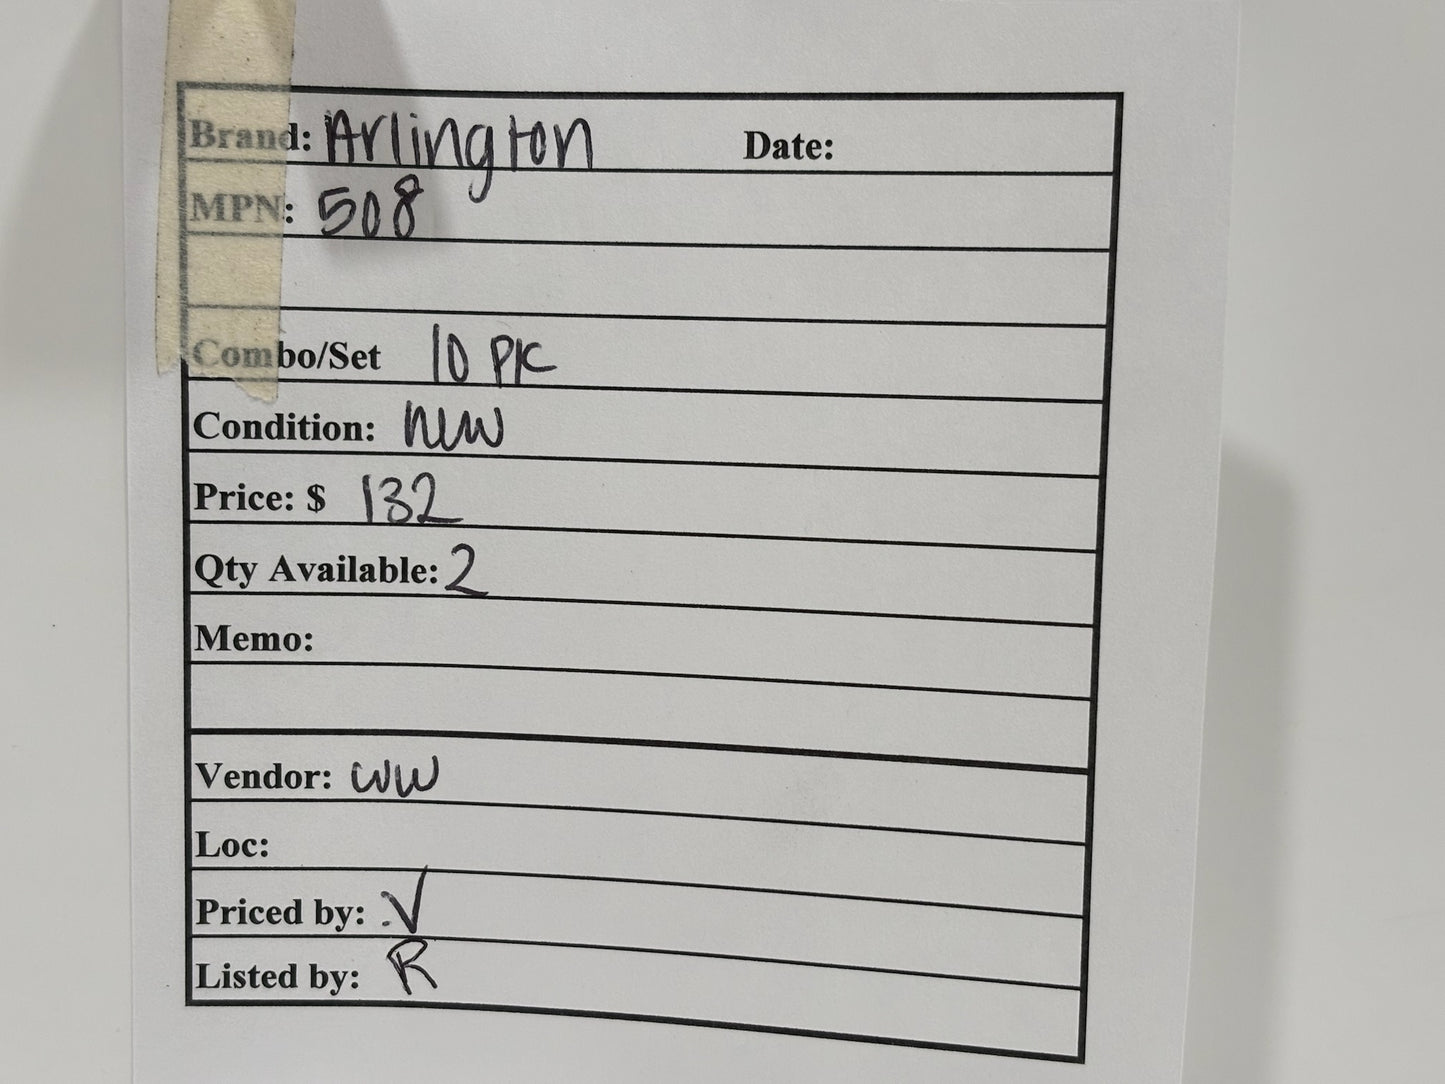 Brand: Arlington Date:
MPN: 508
Combo/Set 10 PK
Condition: new
Price: $ 132
Qty Available: 2
Memo:
Vendor: WW
Loc:
Priced by: V
Listed by: R